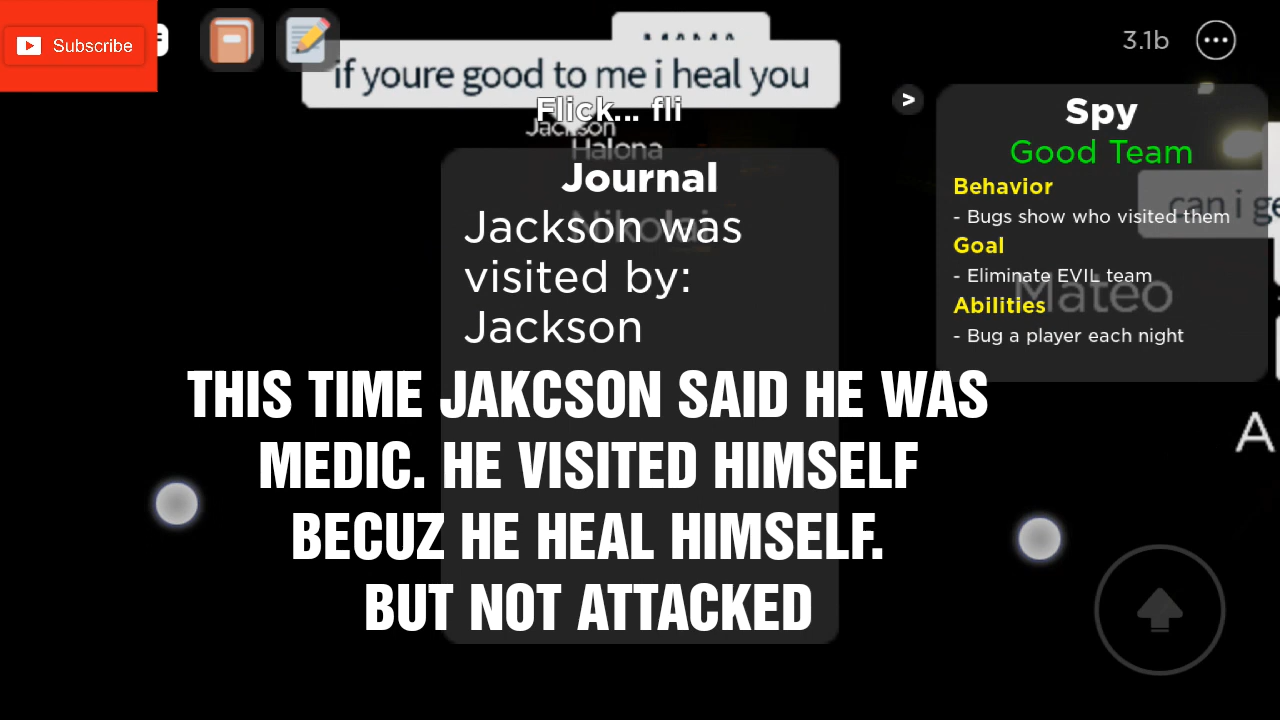 Subscribe
MAMA
if youre good to me i heal you
Flick... fli
Jackson
Halona
3.1b
>
Spy
Good Team
Behavior
- Bugs show who visited them
Goal
- Eliminate EVIL team
Abilities
- Bug a player each night
can i ge
Mateo
Journal
Nikolai
Jackson was
visited by:
Jackson
THIS TIME JAKCSON SAID HE WAS
MEDIC. HE VISITED HIMSELF
BECUZ HE HEAL HIMSELF.
BUT NOT ATTACKED
A